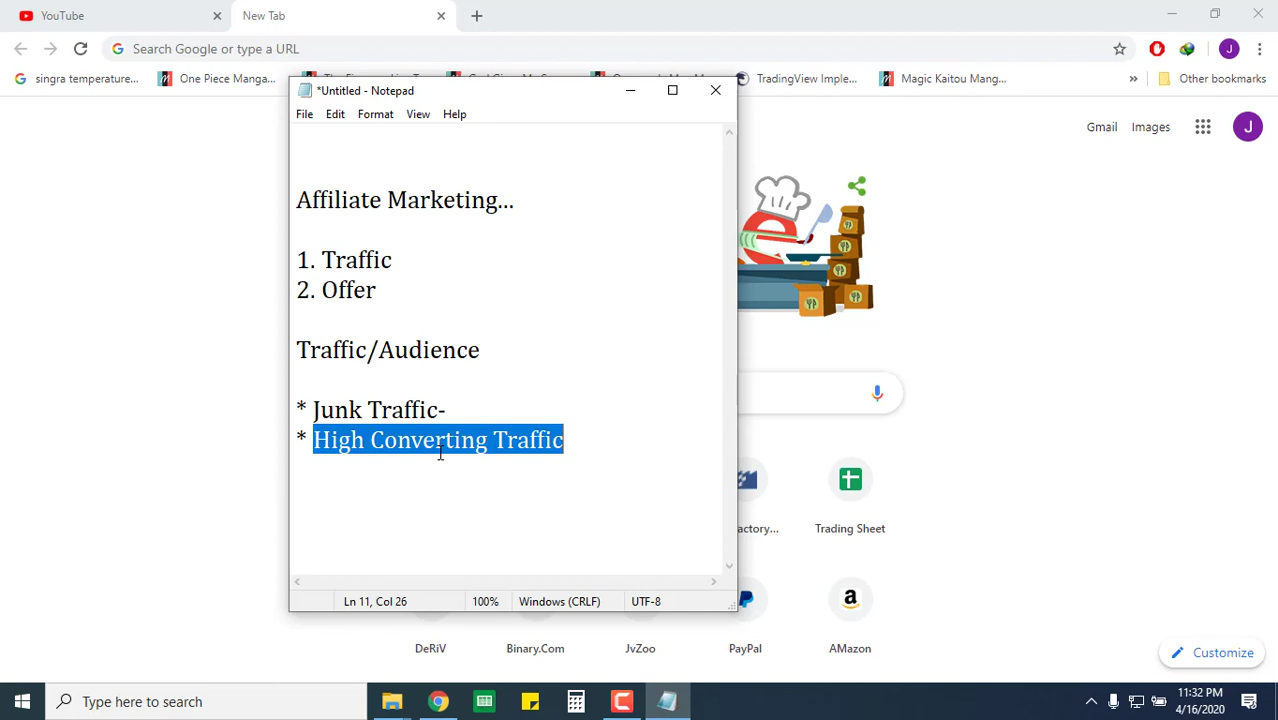 YouTube
New Tab
Search Google or type a URL
singra temperature...
One Piece Manga...
TradingView Imple...
Magic Kaitou Mang...
Other bookmarks
*Untitled - Notepad
File Edit Format View Help
Gmail Images
J
Affiliate Marketing...
1. Traffic
2. Offer
Traffic/Audience
* Junk Traffic-
* High Converting Traffic
actory...
Trading Sheet
Ln 11, Col 26
100%
Windows (CRLF)
UTF-8
DeRiV
Binary.Com
JvZoo
PayPal
AMazon
Customize
Type here to search
11:32 PM
4/16/2020